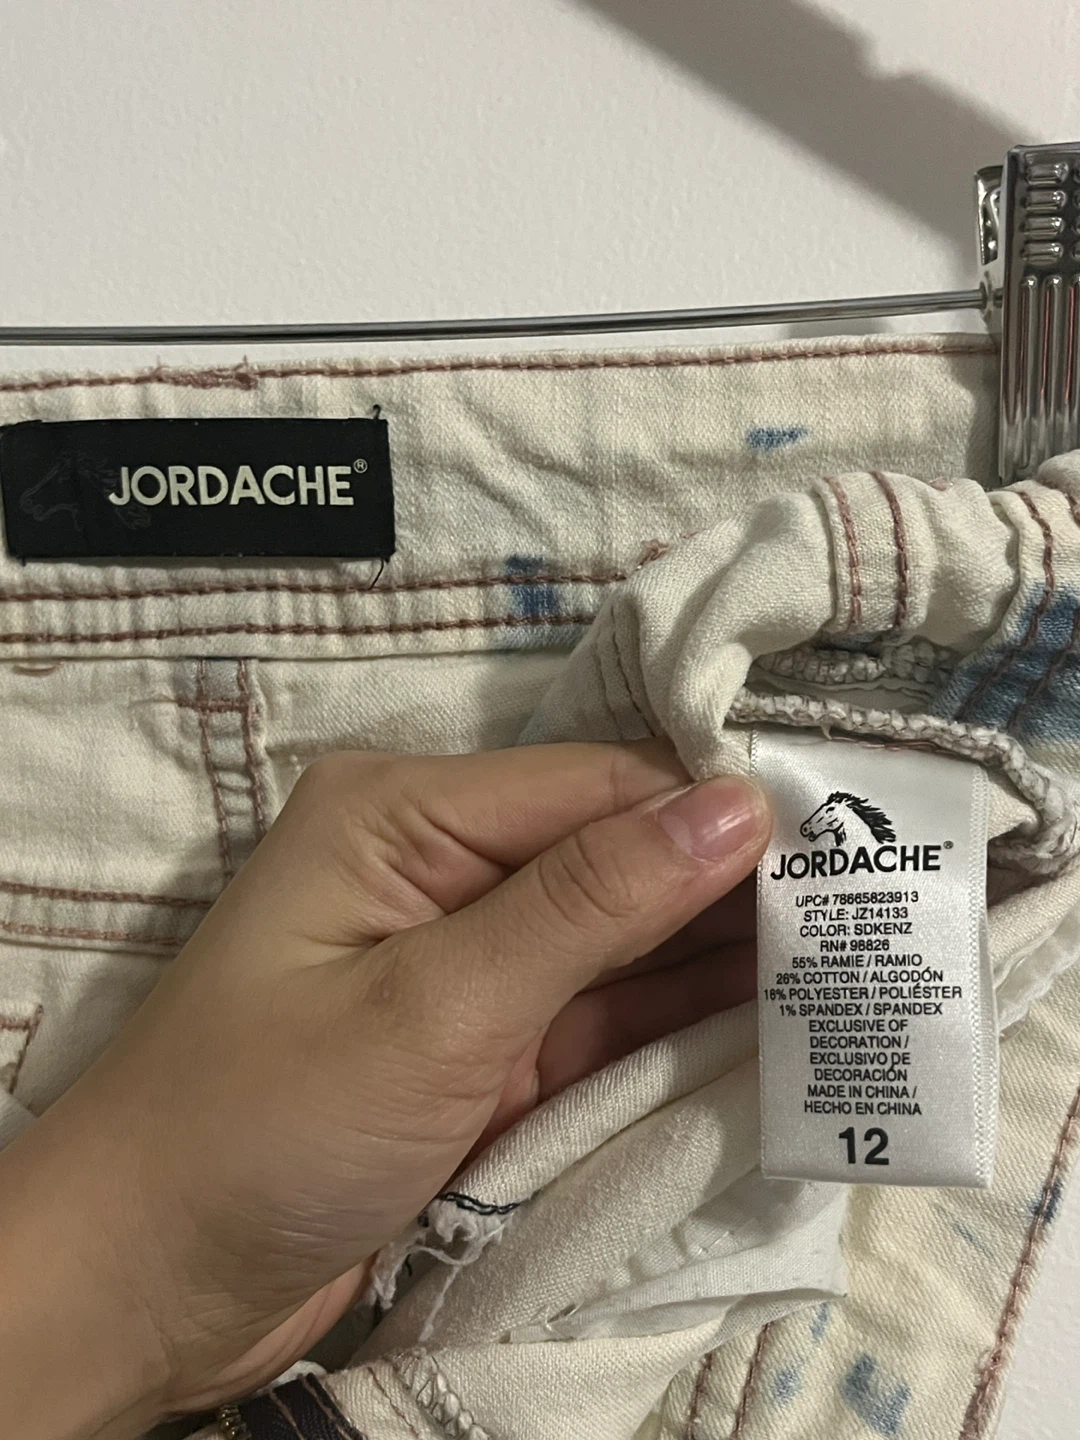 JORDACHE®
JORDACHE®
UPC# 78665823913
STYLE: JZ14133
COLOR: SDKENZ
RN# 98826
55% RAMIE / RAMIO
26% COTTON / ALGODÓN
18% POLYESTER / POLIÉSTER
1% SPANDEX / SPANDEX
EXCLUSIVE OF
DECORATION /
EXCLUSIVO DE
DECORACIÓN
MADE IN CHINA /
HECHO EN CHINA
12